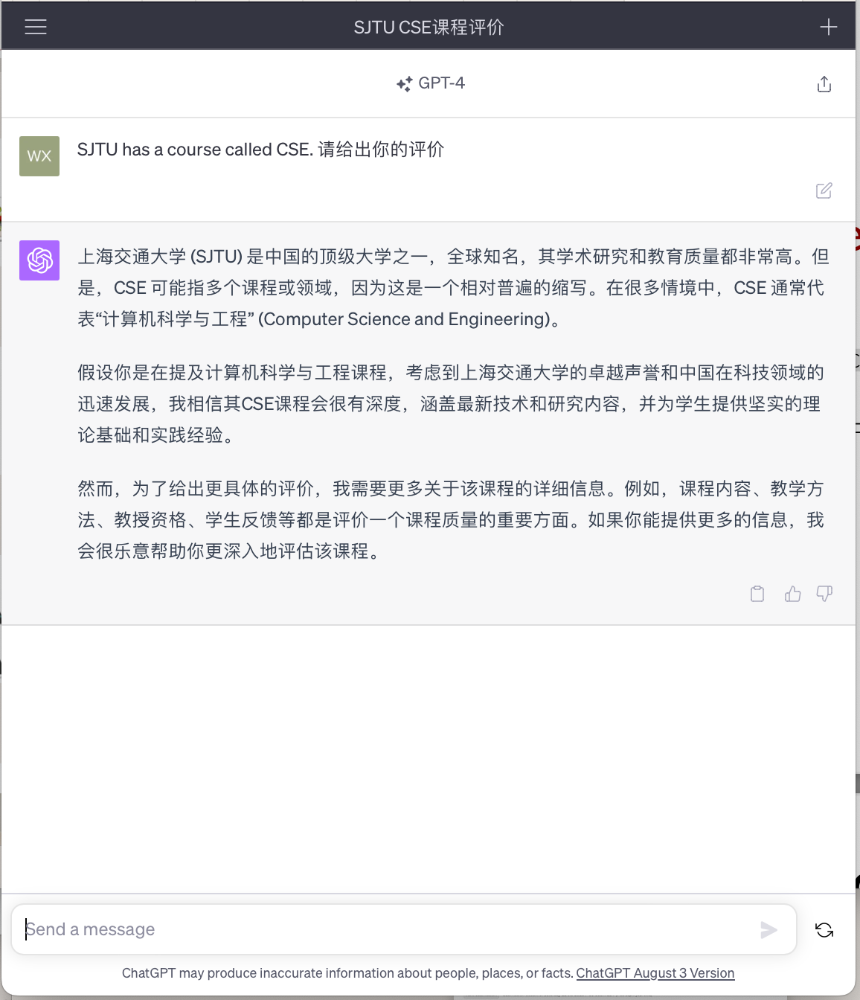 SJTU CSE课程评价
GPT-4
WX
SJTU has a course called CSE. 请给出你的评价
上海交通大学 (SJTU) 是中国的顶级大学之一，全球知名，其学术研究和教育质量都非常高。但
是，CSE 可能指多个课程或领域，因为这是一个相对普遍的缩写。在很多情境中，CSE 通常代
表“计算机科学与工程” (Computer Science and Engineering)。
假设你是在提及计算机科学与工程课程，考虑到上海交通大学的卓越声誉和中国在科技领域的
迅速发展，我相信其CSE课程会很有深度，涵盖最新技术和研究内容，并为学生提供坚实的理
论基础和实践经验。
然而，为了给出更具体的评价，我需要更多关于该课程的详细信息。例如，课程内容、教学方
法、教授资格、学生反馈等都是评价一个课程质量的重要方面。如果你能提供更多的信息，我
会很乐意帮助你更深入地评估该课程。
Send a message
ChatGPT may produce inaccurate information about people, places, or facts. ChatGPT August 3 Version